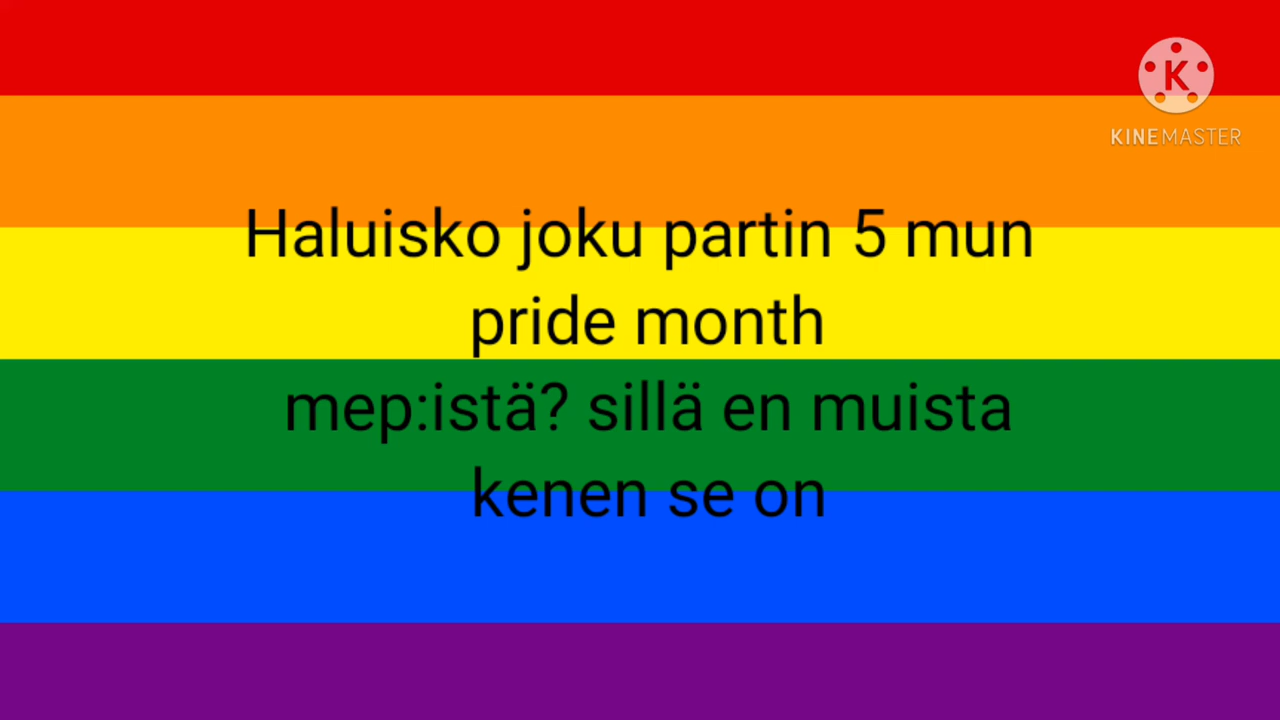 KINEMASTER
Haluisko joku partin 5 mun
pride month
mep:istä? sillä en muista
kenen se on